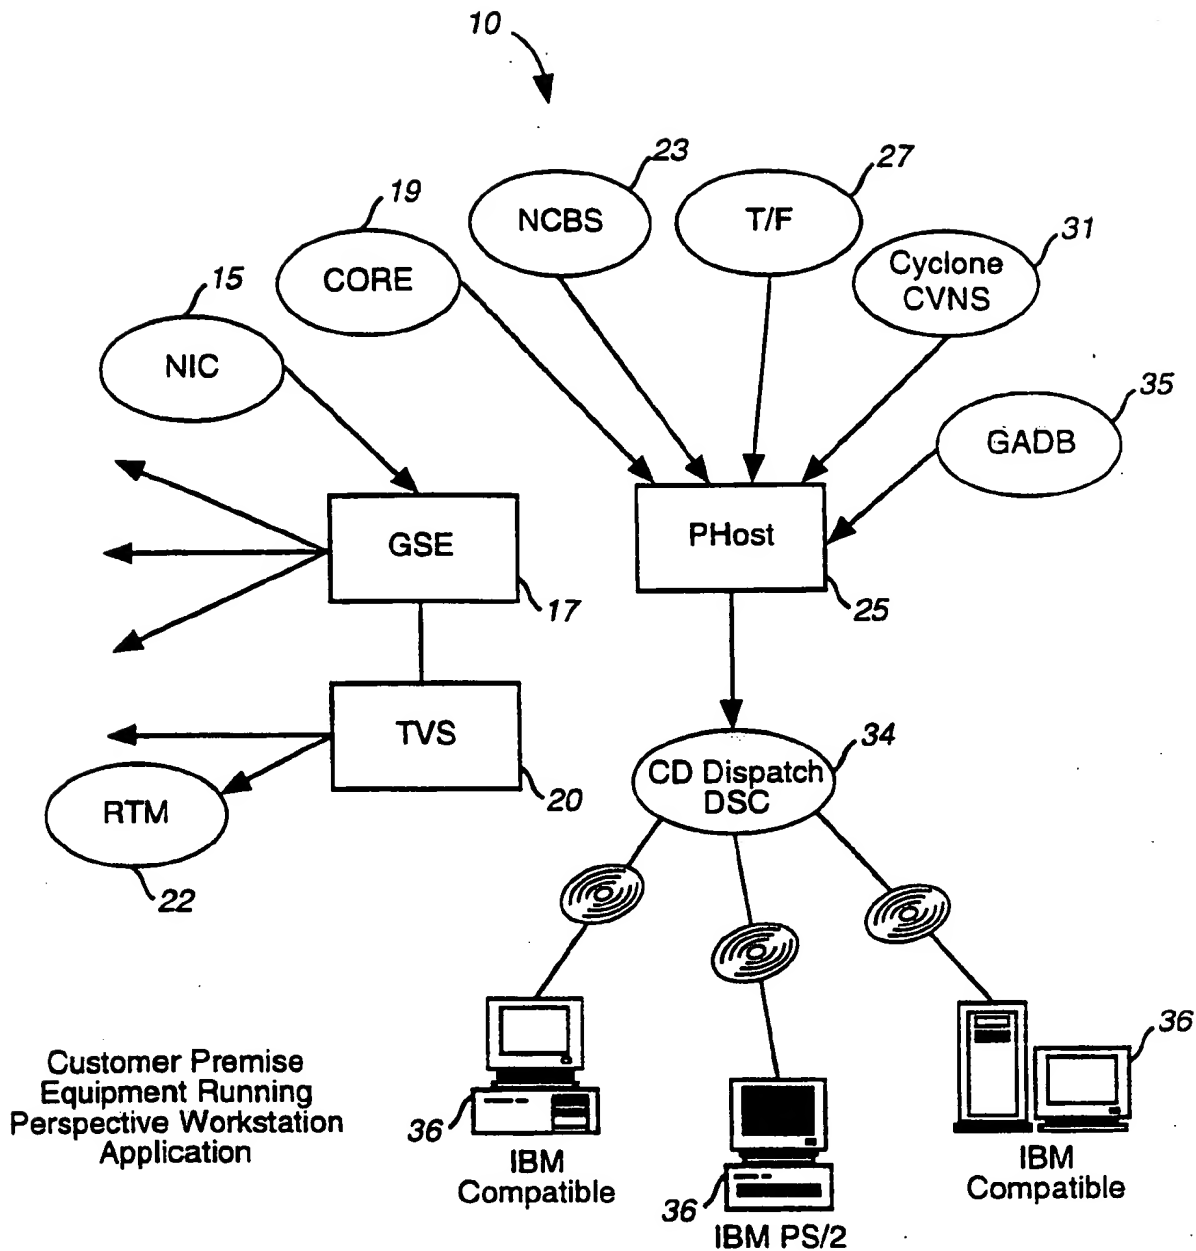 10
23
27
NCBS
T/F
19
31
CORE
Cyclone
CVNS
15
NIC
35
GADB
GSE
PHost
17
25
TVS
34
CD Dispatch
DSC
20
RTM
22
36
Customer Premise
Equipment Running
Perspective Workstation
Application
36
IBM
Compatible
36
IBM PS/2
IBM
Compatible